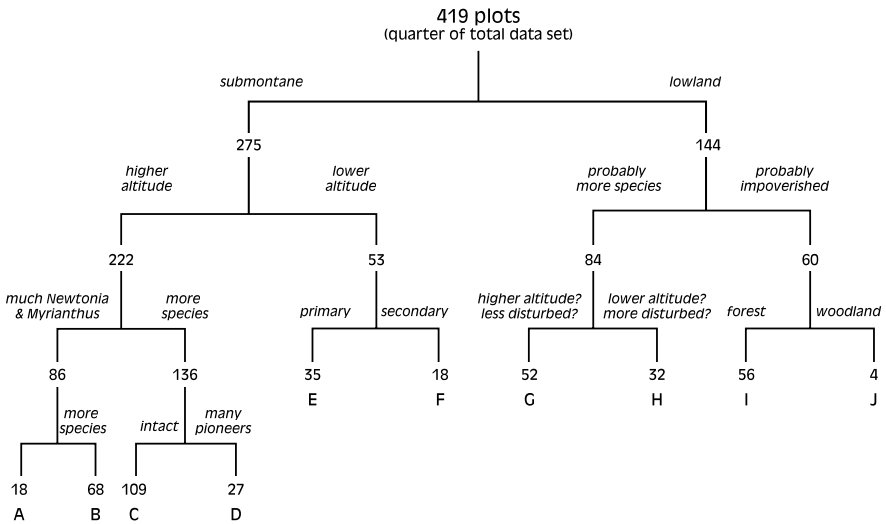 419 plots
(quarter of total data set)
submontane
lowland
275
144
higher
altitude
lower
altitude
probably
more species
probably
impoverished
222
53
84
60
much Newtonia
& Myrianthus
more
species
primary
secondary
higher altitude?
less disturbed?
lower altitude?
more disturbed?
forest
woodland
86
136
35
18
52
32
56
4
E
F
G
H
I
J
more
species
intact
many
pioneers
18
68
109
27
A
B
C
D